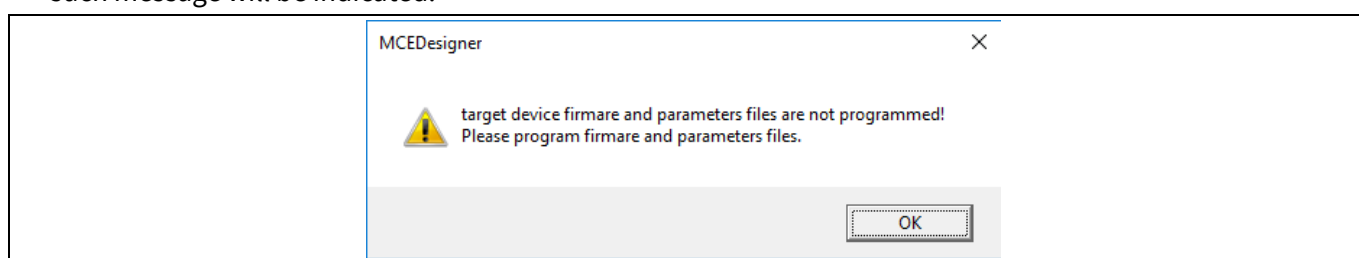 such message will be indicated.
MCEDesigner
target device firmare and parameters files are not programmed!
Please program firmare and parameters files.
OK